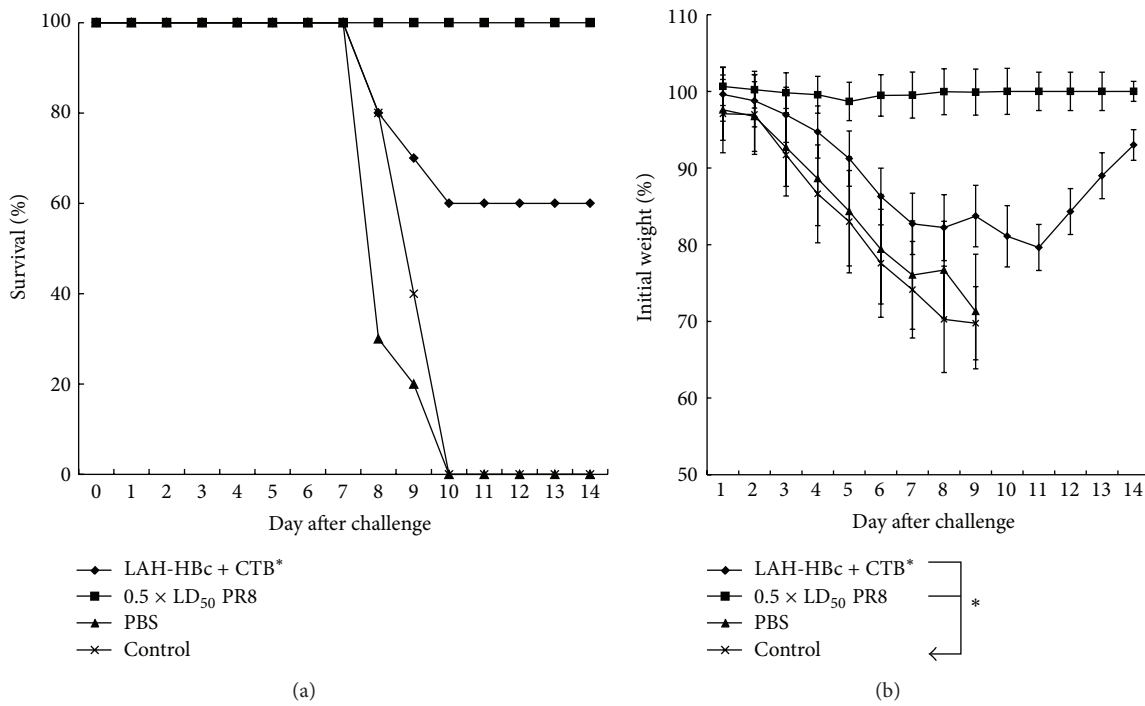 100
80
60
40
20
0
Survival (%)
0 1 2 3 4 5 6 7 8 9 10 11 12 13 14
Day after challenge
LAH-HBc + CTB*
0.5 × LD50 PR8
PBS
Control
(a)
110
100
90
80
70
60
50
Initial weight (%)
1 2 3 4 5 6 7 8 9 10 11 12 13 14
Day after challenge
LAH-HBc + CTB*
0.5 × LD50 PR8
PBS
Control
*
(b)